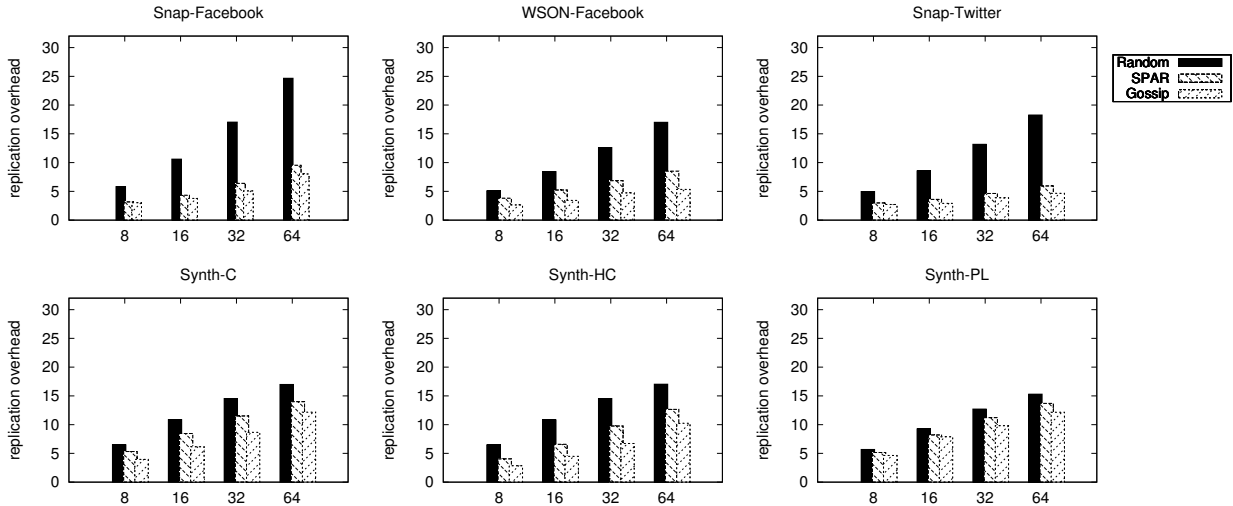 Snap-Facebook
replication overhead
30
25
20
15
10
5
0
8 16 32 64
WSON-Facebook
replication overhead
30
25
20
15
10
5
0
8 16 32 64
Snap-Twitter
replication overhead
30
25
20
15
10
5
0
8 16 32 64
Random
SPAR
Gossip
Synth-C
replication overhead
30
25
20
15
10
5
0
8 16 32 64
Synth-HC
replication overhead
30
25
20
15
10
5
0
8 16 32 64
Synth-PL
replication overhead
30
25
20
15
10
5
0
8 16 32 64